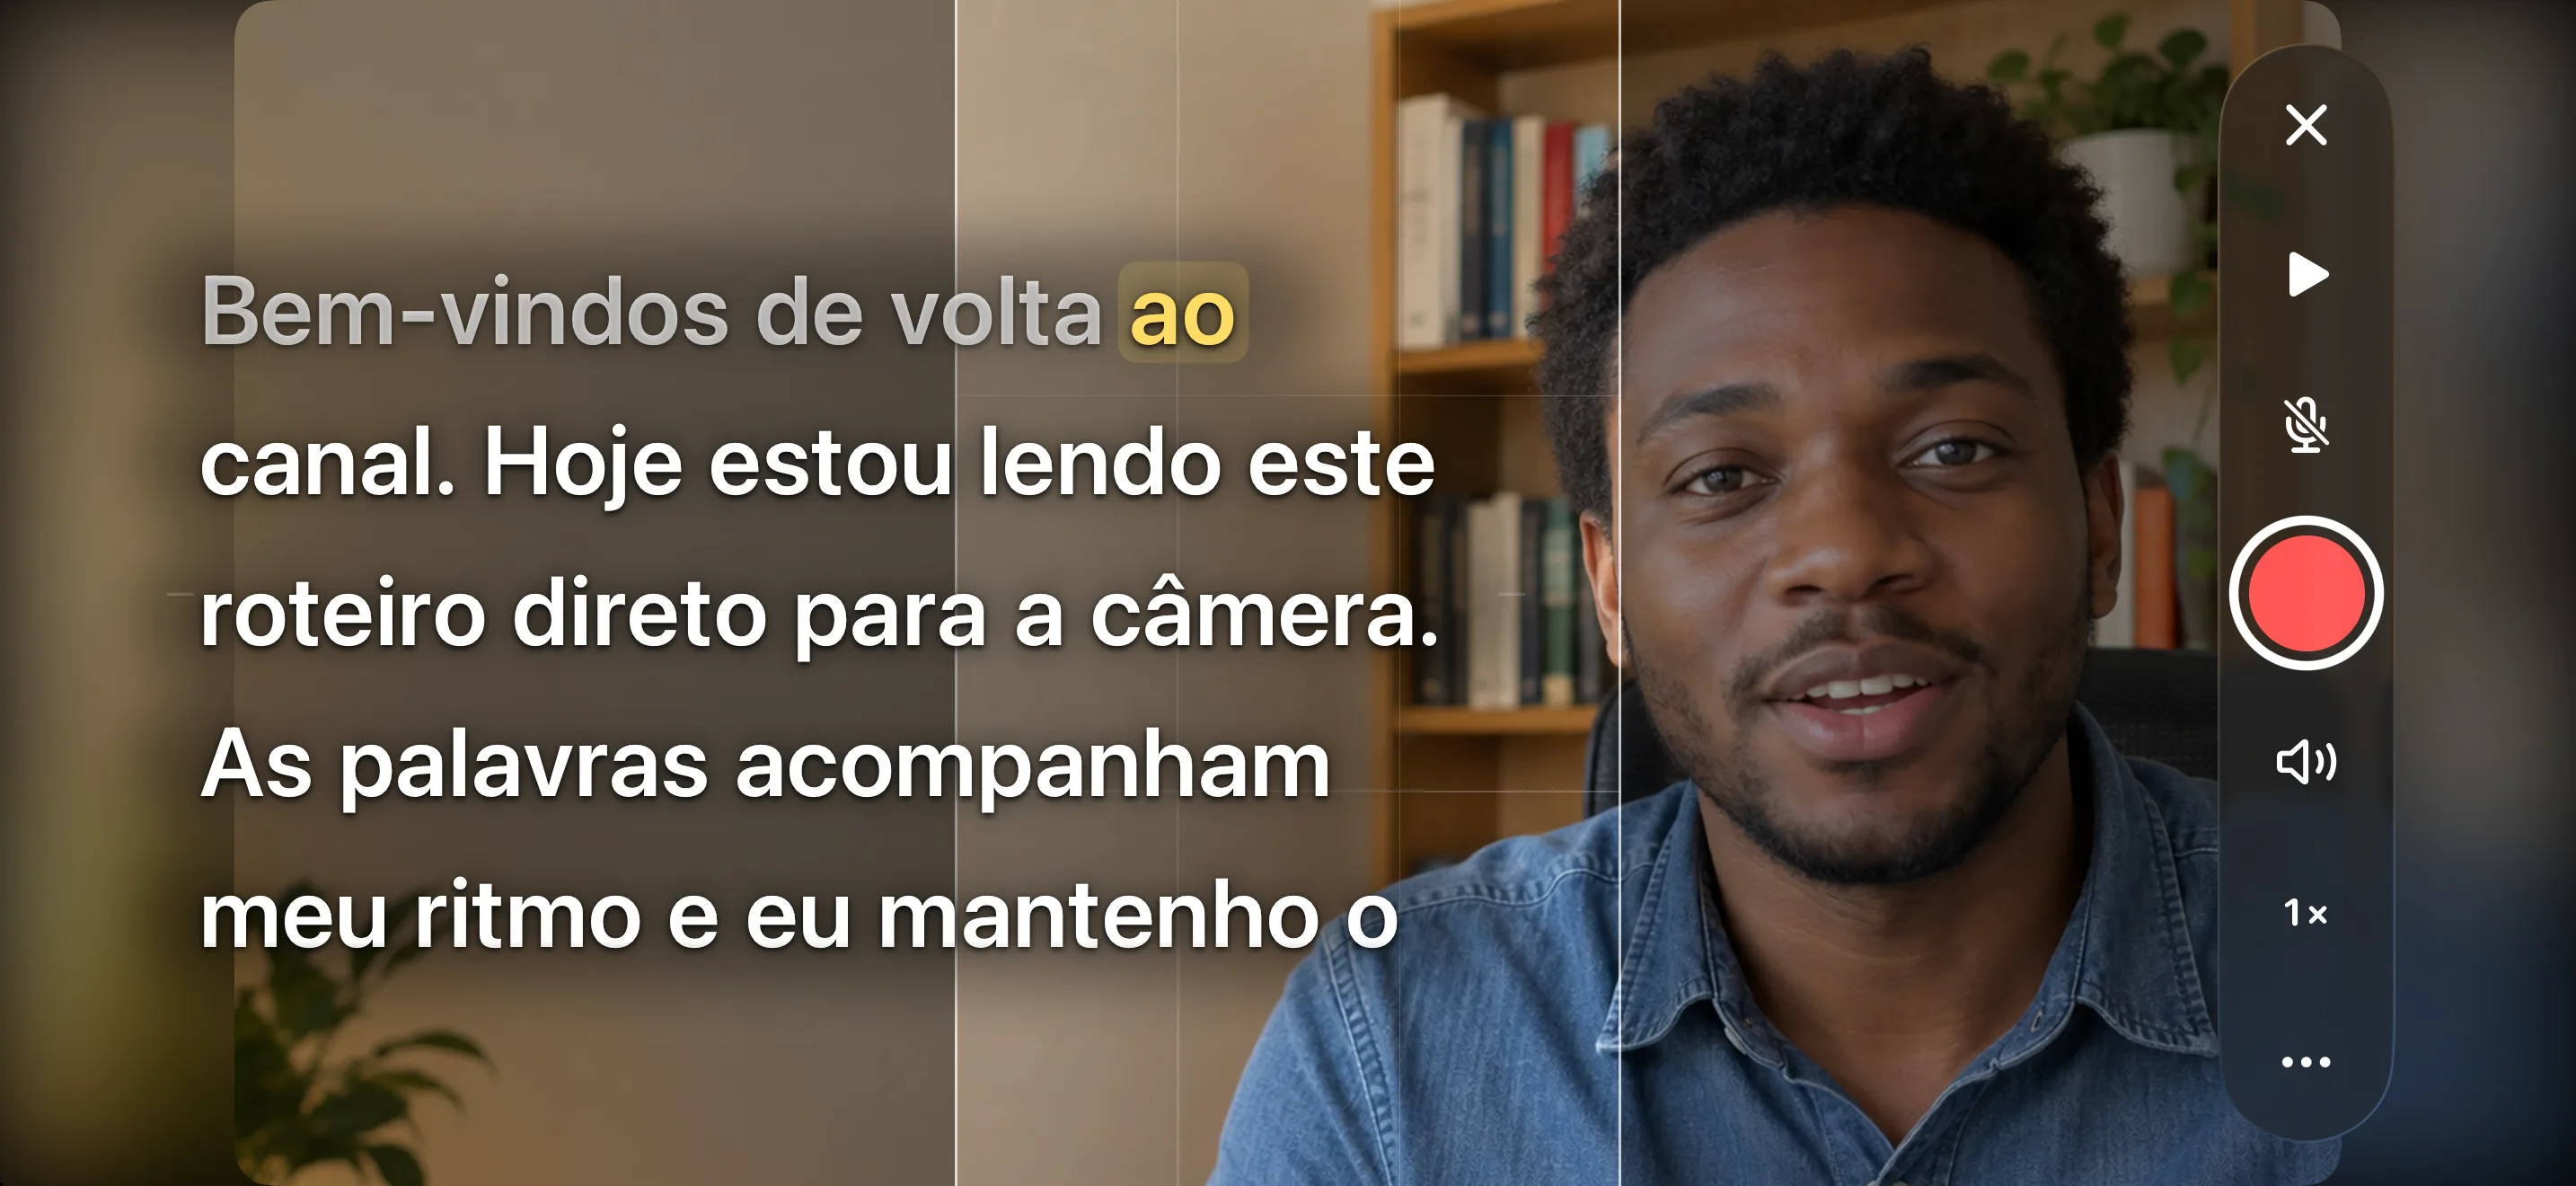 Bem-vindos de volta ao
canal. Hoje estou lendo este
roteiro direto para a câmera.
As palavras acompanham
meu ritmo e eu mantenho o
1×